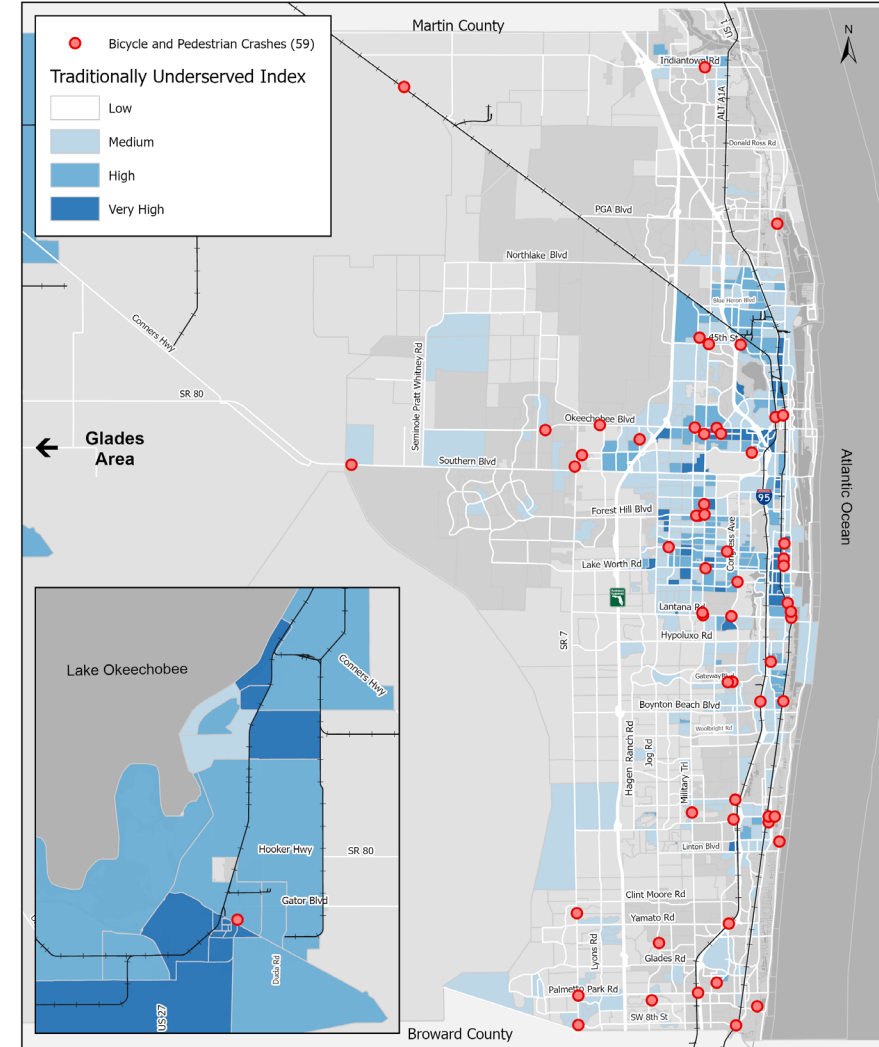 Martin County
Bicycle and Pedestrian Crashes (59)
Traditionally Underserved Index
Low
Medium
High
Very High
N
US 1
Indiantown Rd
ALT A1A
Donald Ross Rd
PGA Blvd
Northlake Blvd
Blue Heron Blvd
Conners Hwy
45th St
Seminole Pratt Whitney Rd
SR 80
Okeechobee Blvd
Glades
Area
Southern Blvd
Atlantic Ocean
95
Forest Hill Blvd
Congress Ave
Lake Worth Rd
Lantana Rd
SR 7
Hypoluxo Rd
Gateway Blvd
Boynton Beach Blvd
Woolbright Rd
Hagen Ranch Rd
Jog Rd
Military Trl
Linton Blvd
Clint Moore Rd
Yamato Rd
Lyons Rd
Glades Rd
Palmetto Park Rd
SW 8th St
Broward County
Lake Okeechobee
Conners Hwy
Hooker Hwy
SR 80
Gator Blvd
Duda Rd
US 27